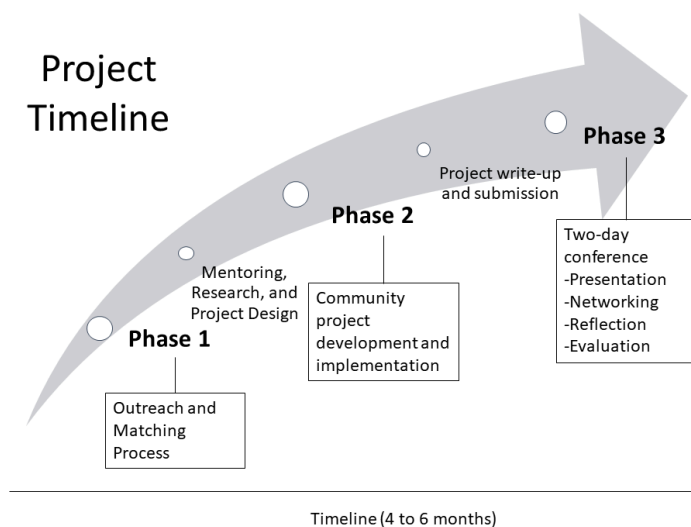 Project
Timeline
Phase 1
Outreach and
Matching
Process
Mentoring,
Research, and
Project Design
Phase 2
Community
project
development and
implementation
Project write-up
and submission
Phase 3
Two-day
conference
-Presentation
-Networking
-Reflection
-Evaluation
Timeline (4 to 6 months)